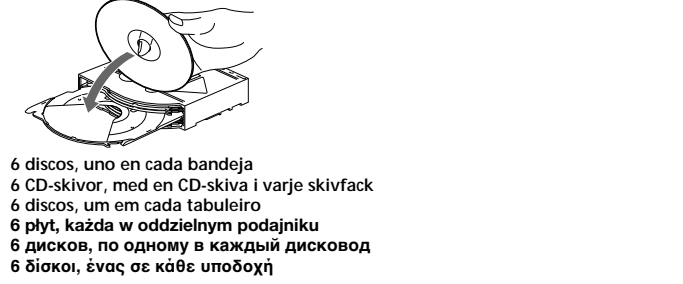 6 discos, uno en cada bandeja
6 CD-skivor, med en CD-skiva i varje skivfack
6 discos, um em cada tabuleiro
6 płyt, każda w oddzielnym podajniku
6 дисков, по одному в каждый дисковод
6 δίσκοι, ένας σε κάθε υποδοχή